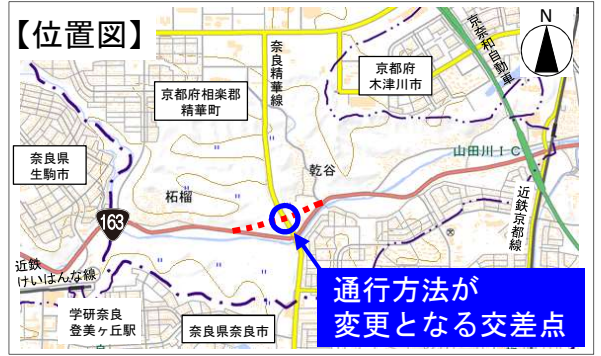 【位置図】
N
奈良精華線
京奈和自動車
京都府
木津川市
京都府相楽郡
精華町
山田川IC
奈良県
生駒市
乾谷
柘榴
163
近鉄京都線
近鉄
けいはんな線
通行方法が
変更となる交差点
学研奈良
登美ヶ丘駅
奈良県奈良市